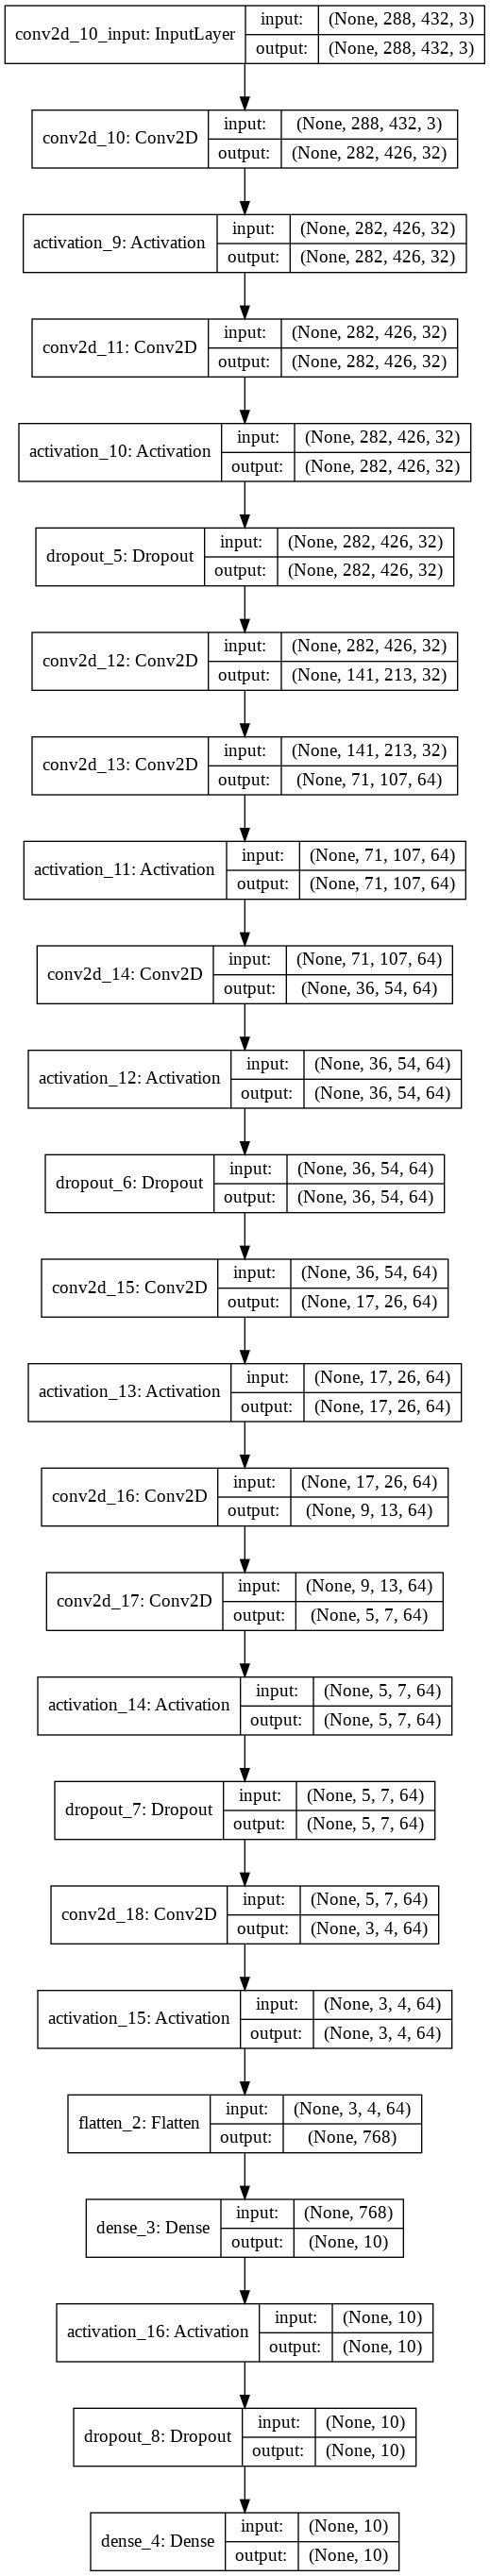 conv2d_10_input: InputLayer
input: (None, 288, 432, 3)
output: (None, 288, 432, 3)
conv2d_10: Conv2D
input: (None, 288, 432, 3)
output: (None, 282, 426, 32)
activation_9: Activation
input: (None, 282, 426, 32)
output: (None, 282, 426, 32)
conv2d_11: Conv2D
input: (None, 282, 426, 32)
output: (None, 282, 426, 32)
activation_10: Activation
input: (None, 282, 426, 32)
output: (None, 282, 426, 32)
dropout_5: Dropout
input: (None, 282, 426, 32)
output: (None, 282, 426, 32)
conv2d_12: Conv2D
input: (None, 282, 426, 32)
output: (None, 141, 213, 32)
conv2d_13: Conv2D
input: (None, 141, 213, 32)
output: (None, 71, 107, 64)
activation_11: Activation
input: (None, 71, 107, 64)
output: (None, 71, 107, 64)
conv2d_14: Conv2D
input: (None, 71, 107, 64)
output: (None, 36, 54, 64)
activation_12: Activation
input: (None, 36, 54, 64)
output: (None, 36, 54, 64)
dropout_6: Dropout
input: (None, 36, 54, 64)
output: (None, 36, 54, 64)
conv2d_15: Conv2D
input: (None, 36, 54, 64)
output: (None, 17, 26, 64)
activation_13: Activation
input: (None, 17, 26, 64)
output: (None, 17, 26, 64)
conv2d_16: Conv2D
input: (None, 17, 26, 64)
output: (None, 9, 13, 64)
conv2d_17: Conv2D
input: (None, 9, 13, 64)
output: (None, 5, 7, 64)
activation_14: Activation
input: (None, 5, 7, 64)
output: (None, 5, 7, 64)
dropout_7: Dropout
input: (None, 5, 7, 64)
output: (None, 5, 7, 64)
conv2d_18: Conv2D
input: (None, 5, 7, 64)
output: (None, 3, 4, 64)
activation_15: Activation
input: (None, 3, 4, 64)
output: (None, 3, 4, 64)
flatten_2: Flatten
input: (None, 3, 4, 64)
output: (None, 768)
dense_3: Dense
input: (None, 768)
output: (None, 10)
activation_16: Activation
input: (None, 10)
output: (None, 10)
dropout_8: Dropout
input: (None, 10)
output: (None, 10)
dense_4: Dense
input: (None, 10)
output: (None, 10)